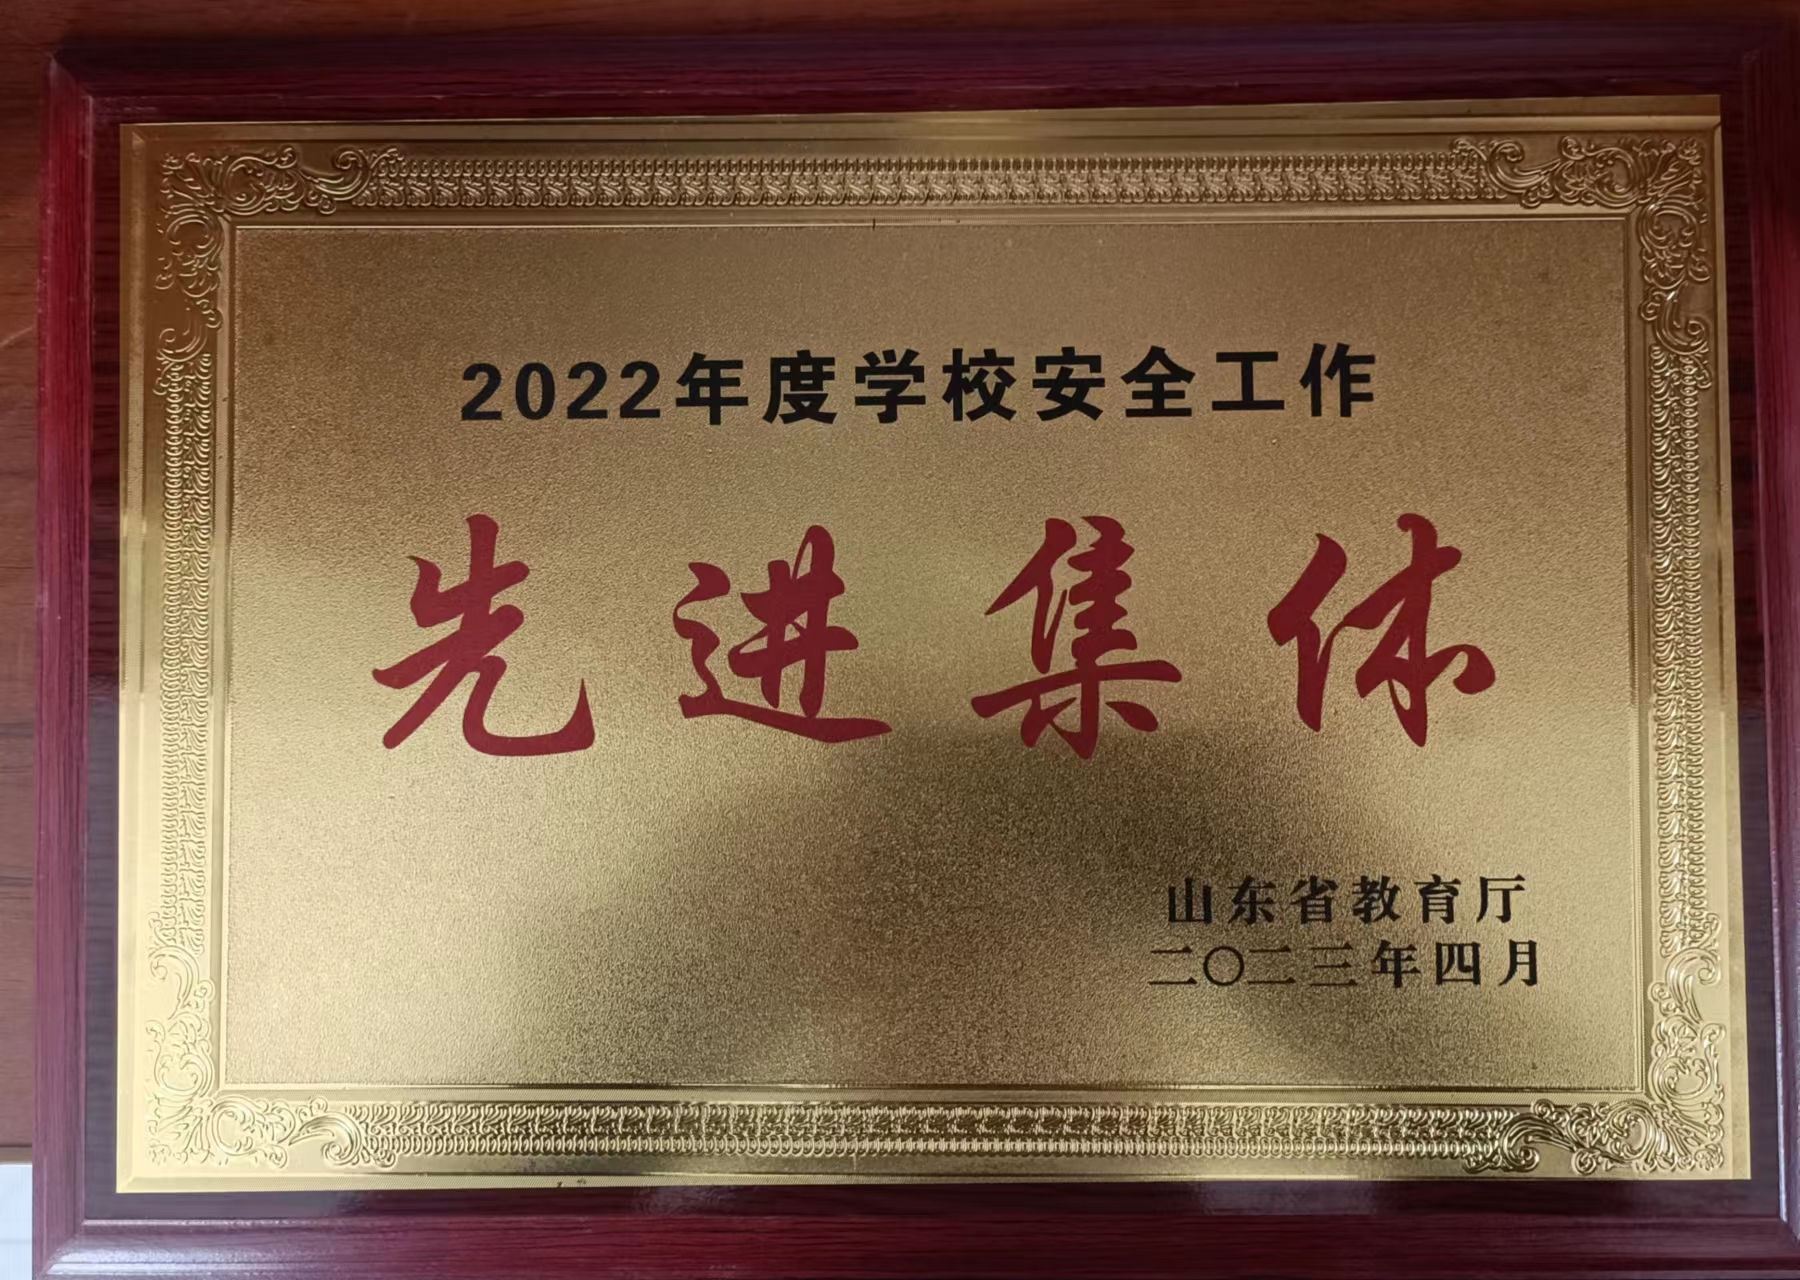 2022年度学校安全工作
先进集体
山东省教育厅
二〇二三年四月